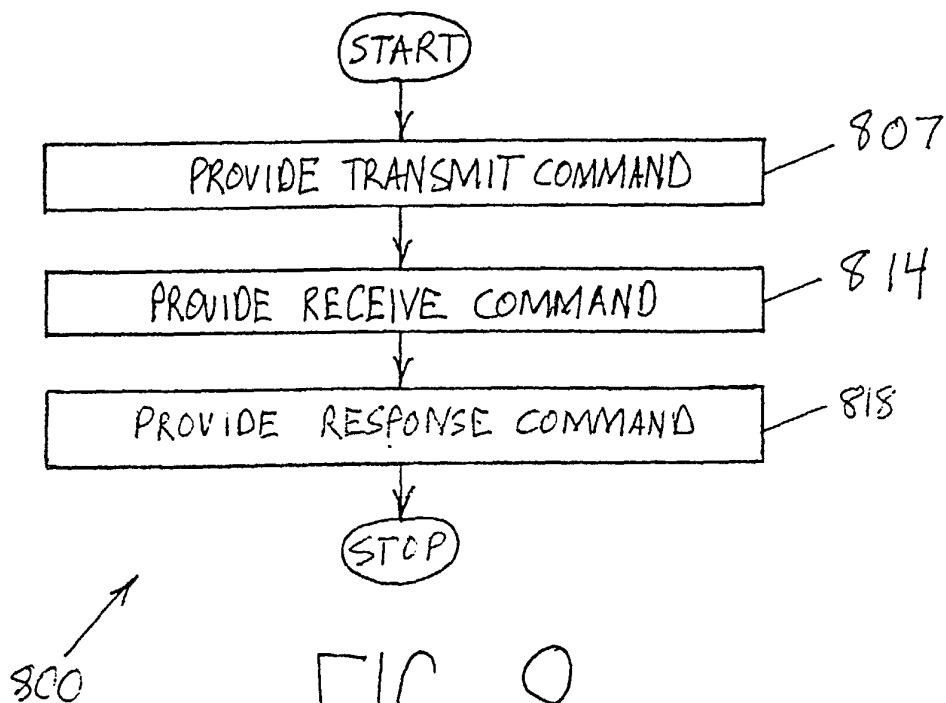 START
PROVIDE TRANSMIT COMMAND
807
PROVIDE RECEIVE COMMAND
814
PROVIDE RESPONSE COMMAND
818
STOP
800